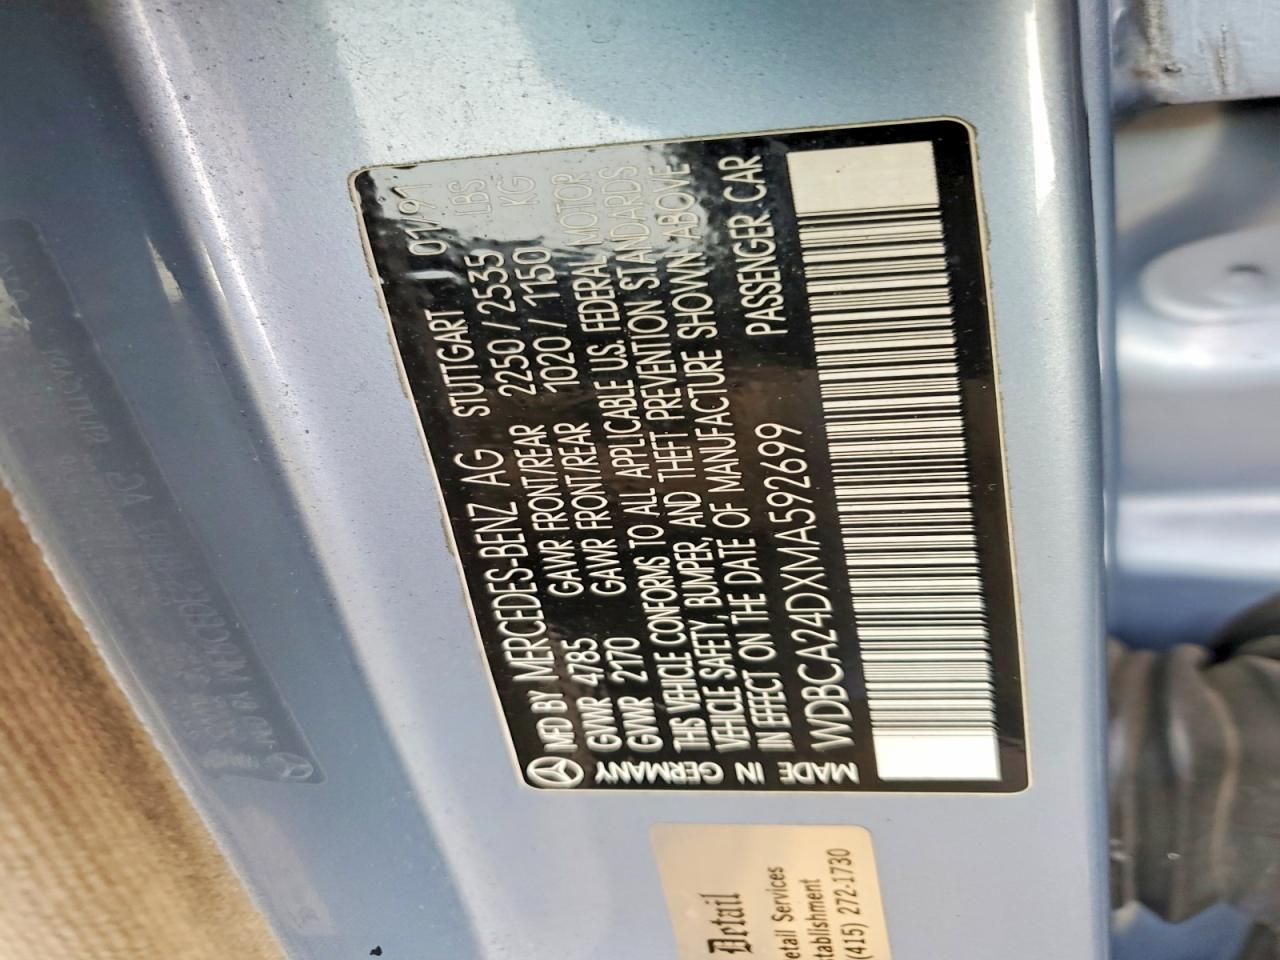 MFD BY MERCEDES-BENZ AG STUTTGART 01/91
GVWR 4785 GAWR FRONT/REAR 2250 / 2535 LBS
GVWR 2170 GAWR FRONT/REAR 1020 / 1150 KG
THIS VEHICLE CONFORMS TO ALL APPLICABLE U.S. FEDERAL MOTOR
VEHICLE SAFETY, BUMPER, AND THEFT PREVENTION STANDARDS
IN EFFECT ON THE DATE OF MANUFACTURE SHOWN ABOVE
WDBCA24DXMA592699 PASSENGER CAR
MADE IN GERMANY
Detail
etail Services
stablishment
(415) 272-1730